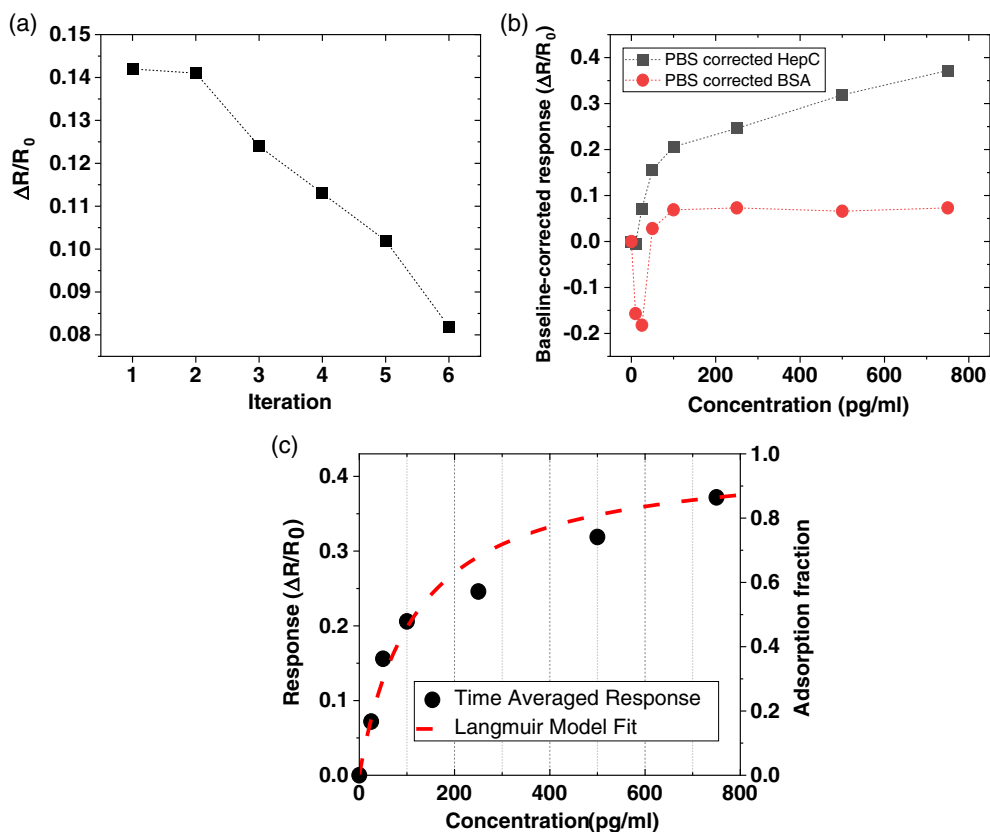 (a)
0.15
0.14
0.13
0.12
0.11
0.10
0.09
0.08
ΔR/R0
1 2 3 4 5 6
Iteration
(b)
PBS corrected HepC
PBS corrected BSA
0.4
0.3
0.2
0.1
0.0
-0.1
-0.2
Baseline-corrected response (ΔR/R0)
0 200 400 600 800
Concentration (pg/ml)
(c)
0.4
0.3
0.2
0.1
0.0
Response (ΔR/R0)
1.0
0.8
0.6
0.4
0.2
0.0
Adsorption fraction
Time Averaged Response
Langmuir Model Fit
0 200 400 600 800
Concentration(pg/ml)